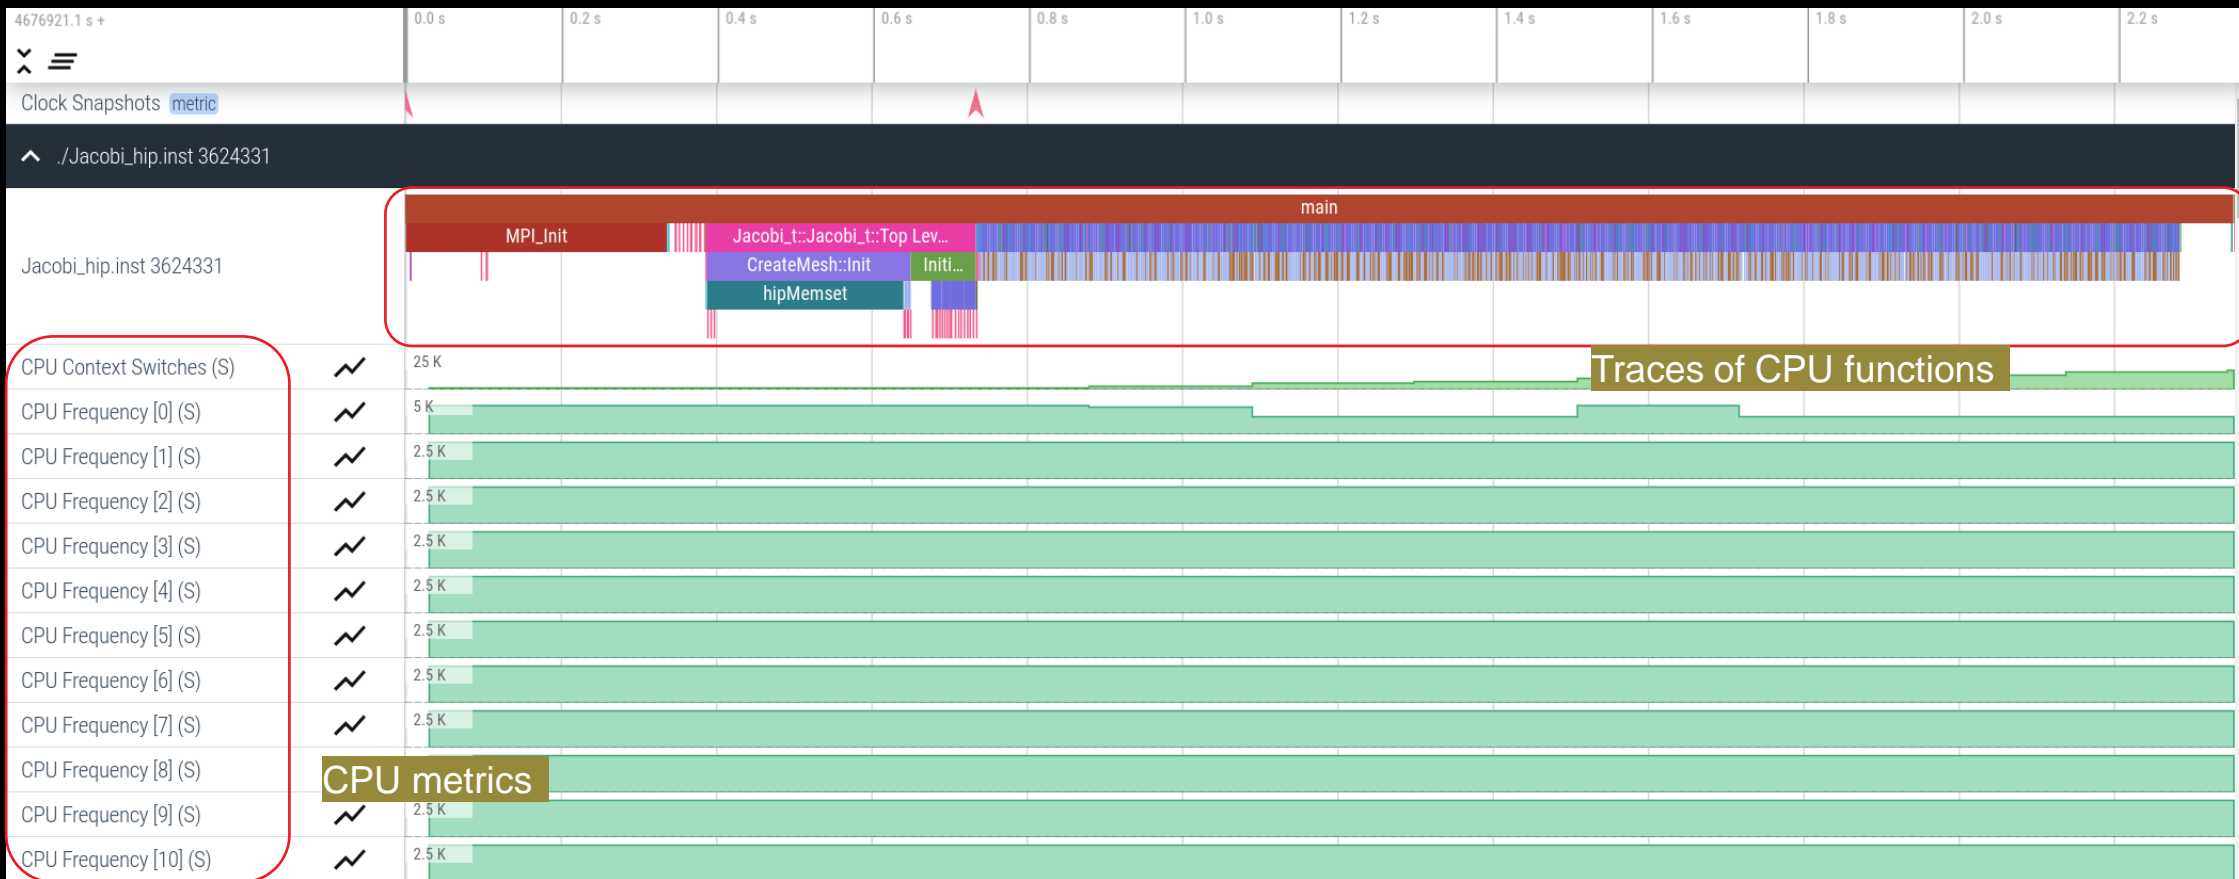 4676921.1 s +
0.0 s 0.2 s 0.4 s 0.6 s 0.8 s 1.0 s 1.2 s 1.4 s 1.6 s 1.8 s 2.0 s 2.2 s
Clock Snapshots metric
./Jacobi_hip.inst 3624331
main
MPI_Init Jacobi_t::Jacobi_t::Top Lev...
Jacobi_hip.inst 3624331
CreateMesh::Init Initi...
hipMemset
CPU Context Switches (S) 25 K
Traces of CPU functions
CPU Frequency [0] (S) 5 K
CPU Frequency [1] (S) 2.5 K
CPU Frequency [2] (S) 2.5 K
CPU Frequency [3] (S) 2.5 K
CPU Frequency [4] (S) 2.5 K
CPU Frequency [5] (S) 2.5 K
CPU Frequency [6] (S) 2.5 K
CPU Frequency [7] (S) 2.5 K
CPU Frequency [8] (S)
CPU metrics
CPU Frequency [9] (S) 2.5 K
CPU Frequency [10] (S) 2.5 K